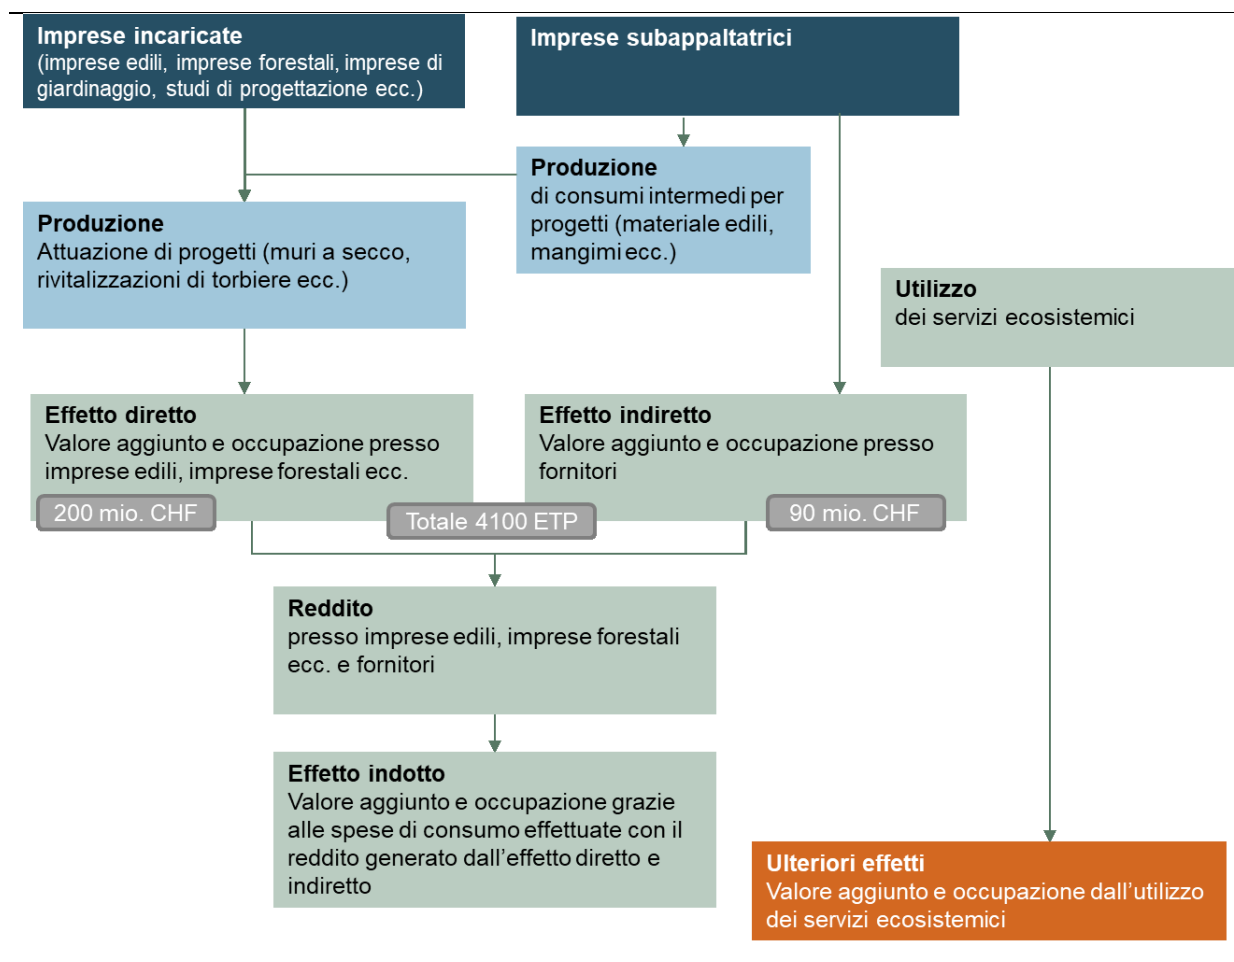 Imprese incaricate
(imprese edili, imprese forestali, imprese di
giardinaggio, studi di progettazione ecc.)
Imprese subappaltatrici
Produzione
di consumi intermedi per
progetti (materiale edili,
mangimi ecc.)
Produzione
Attuazione di progetti (muri a secco,
rivitalizzazioni di torbiere ecc.)
Utilizzo
dei servizi ecosistemici
Effetto diretto
Valore aggiunto e occupazione presso
imprese edili, imprese forestali ecc.
200 mio. CHF
Effetto indiretto
Valore aggiunto e occupazione presso
fornitori
Totale 4100 ETP
90 mio. CHF
Reddito
presso imprese edili, imprese forestali
ecc. e fornitori
Effetto indotto
Valore aggiunto e occupazione grazie
alle spese di consumo effettuate con il
reddito generato dall'effetto diretto e
indiretto
Ulteriori effetti
Valore aggiunto e occupazione dall'utilizzo
dei servizi ecosistemici